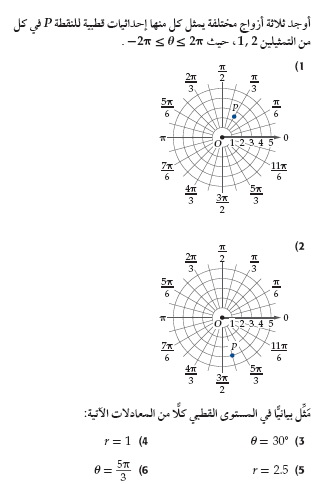 أوجد ثلاثة أزواج مختلفة يمثل كل منها إحداثيات قطبية للنقطة P في كل
من التمثيلين 1, 2 ، حيث −2π ≤ θ ≤ 2π .
(1
π/2
2π/3 π/3
5π/6 π/6
P
π O 1 2 3 4 5 0
7π/6 11π/6
4π/3 5π/3
3π/2
(2
π/2
2π/3 π/3
5π/6 π/6
π O 1 2 3 4 5 0
P
7π/6 11π/6
4π/3 5π/3
3π/2
مَثِّل بيانيًّا في المستوى القطبي كلًّا من المعادلات الآتية:
(3 θ = 30° (4 r = 1
(5 r = 2.5 (6 θ = 5π/3